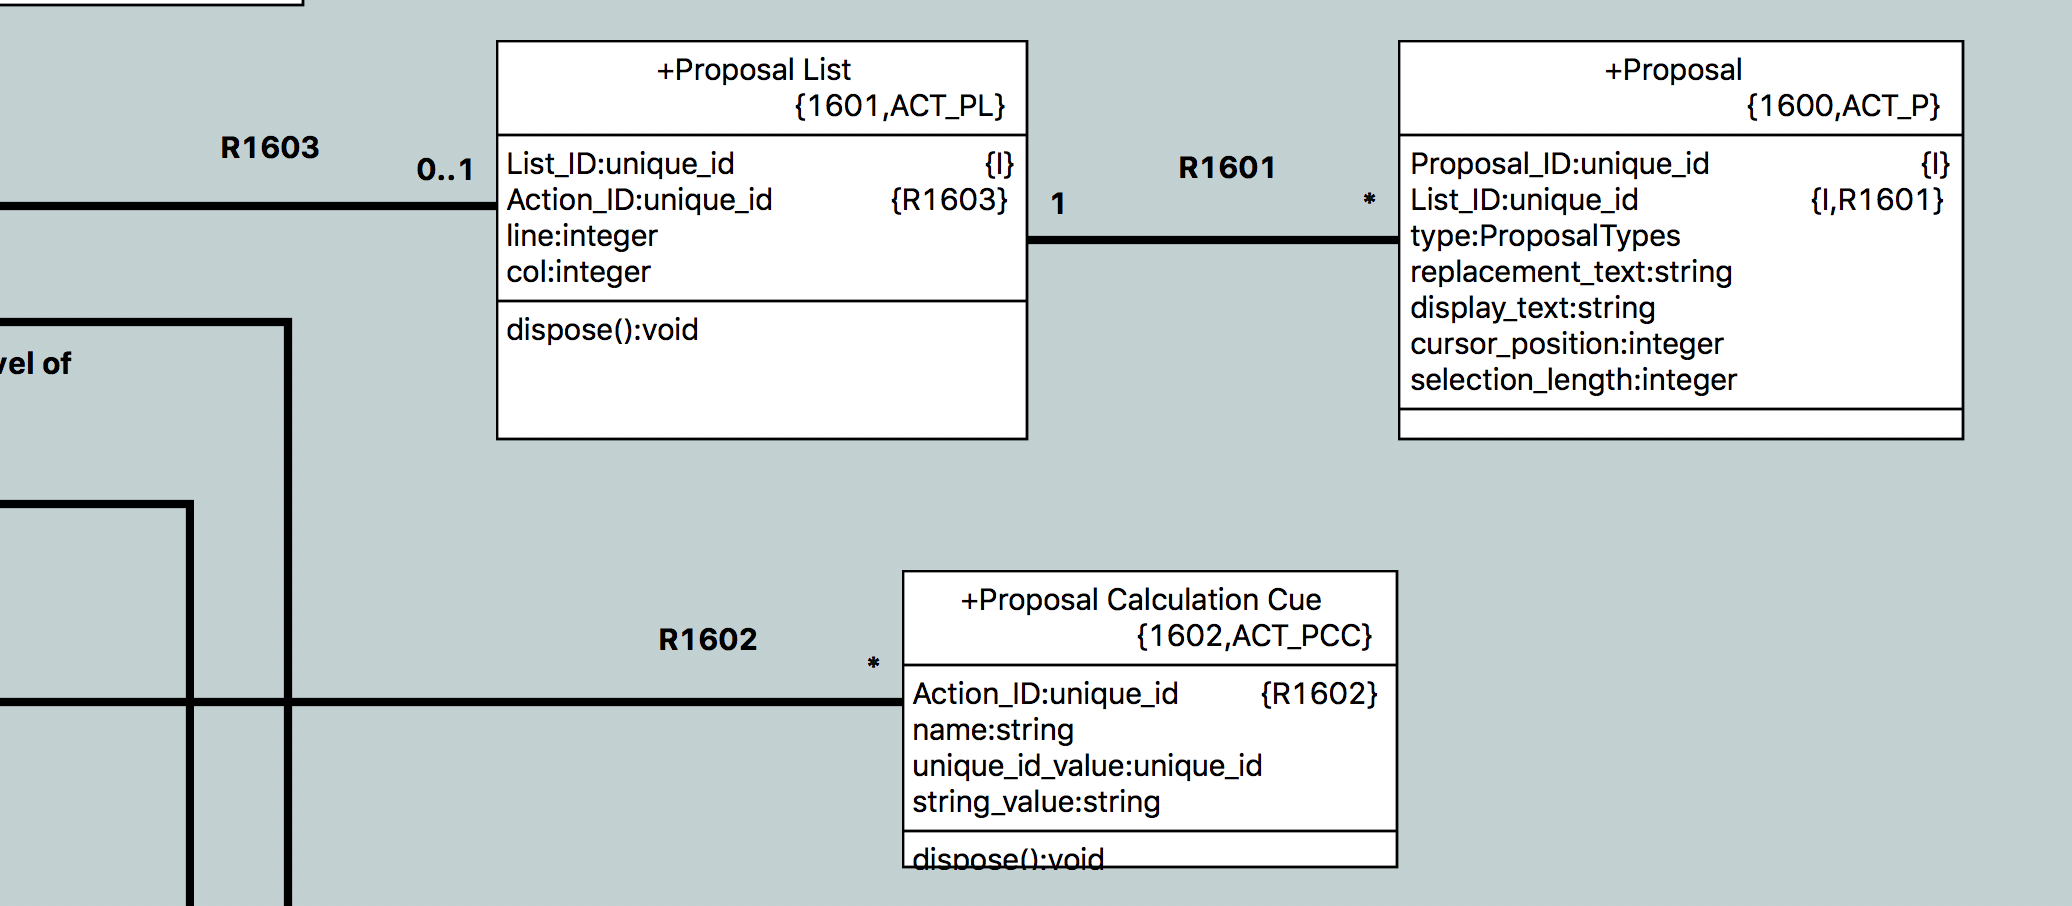 +Proposal List
{1601,ACT_PL}
List_ID:unique_id {I}
Action_ID:unique_id {R1603}
line:integer
col:integer
dispose():void
+Proposal
{1600,ACT_P}
Proposal_ID:unique_id {I}
List_ID:unique_id {I,R1601}
type:ProposalTypes
replacement_text:string
display_text:string
cursor_position:integer
selection_length:integer
R1603
0..1
R1601
1
*
of
R1602
*
+Proposal Calculation Cue
{1602,ACT_PCC}
Action_ID:unique_id {R1602}
name:string
unique_id_value:unique_id
string_value:string
dispose():void